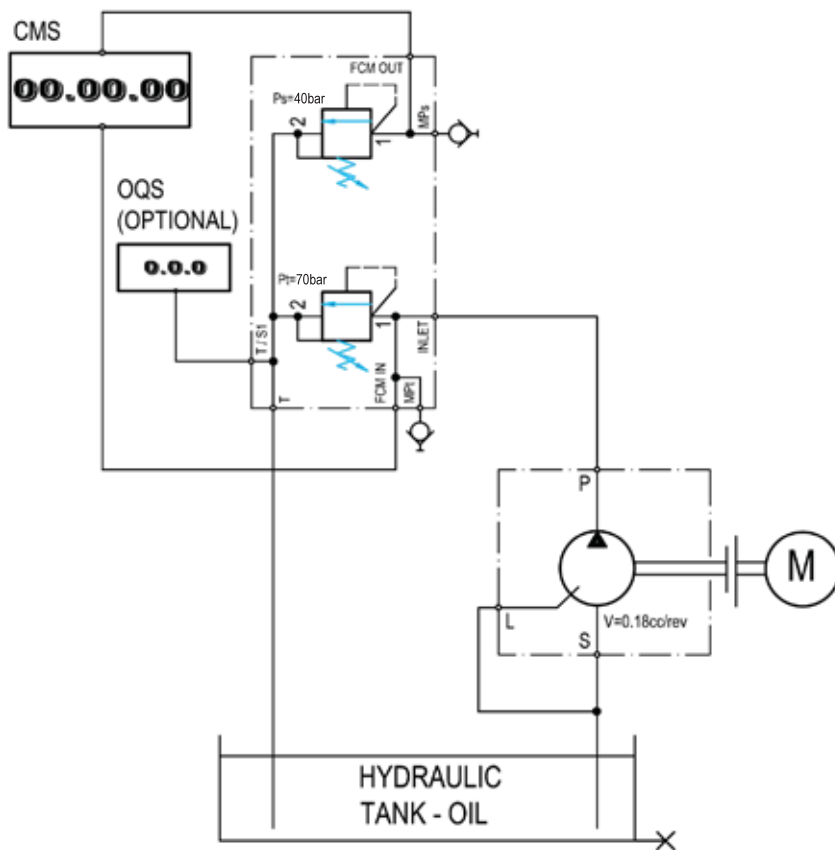 CMS
00.00.00
FCM OUT
Ps=40bar
2
1
MPs
OQS
(OPTIONAL)
0.0.0
Pt=70bar
2
1
T / S1
INLET
T
FCM IN
MPt
P
M
L
V=0.18cc/rev
S
HYDRAULIC
TANK - OIL